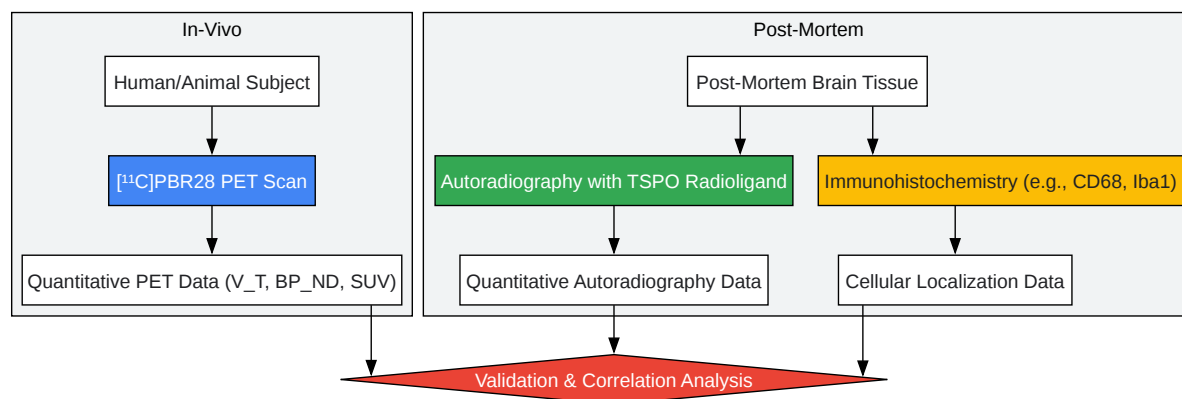 In-Vivo
Human/Animal Subject
[¹¹C]PBR28 PET Scan
Quantitative PET Data (V_T, BP_ND, SUV)
Post-Mortem
Post-Mortem Brain Tissue
Autoradiography with TSPO Radioligand
Immunohistochemistry (e.g., CD68, Iba1)
Quantitative Autoradiography Data
Cellular Localization Data
Validation & Correlation Analysis